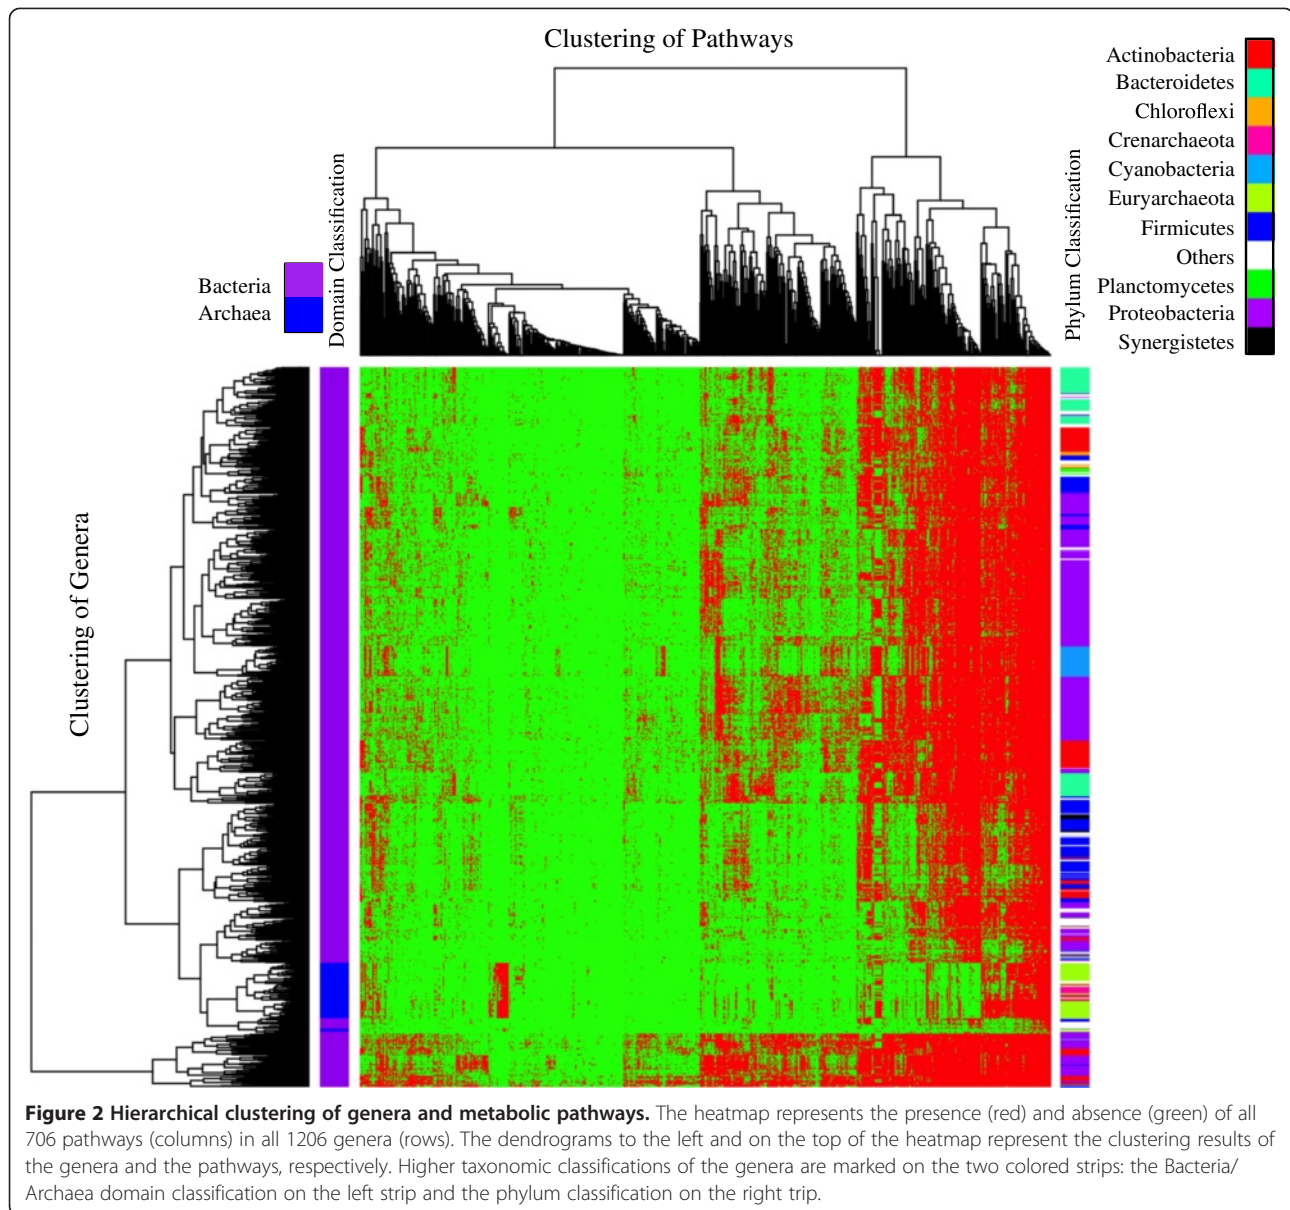 Clustering of Pathways
Actinobacteria
Bacteroidetes
Chloroflexi
Crenarchaeota
Cyanobacteria
Euryarchaeota
Firmicutes
Others
Planctomycetes
Proteobacteria
Synergistetes
Phylum Classification
Domain Classification
Bacteria
Archaea
Clustering of Genera
Figure 2 Hierarchical clustering of genera and metabolic pathways. The heatmap represents the presence (red) and absence (green) of all
706 pathways (columns) in all 1206 genera (rows). The dendrograms to the left and on the top of the heatmap represent the clustering results of
the genera and the pathways, respectively. Higher taxonomic classifications of the genera are marked on the two colored strips: the Bacteria/
Archaea domain classification on the left strip and the phylum classification on the right trip.